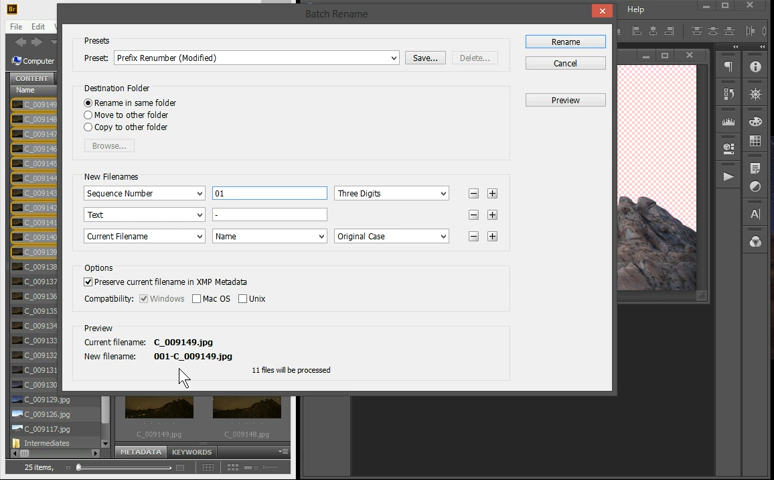 Br
Batch Rename
Help
File Edit
Presets
Preset: Prefix Renumber (Modified)
Save...
Delete...
Rename
Cancel
Preview
Computer
CONTENT
Name
Destination Folder
Rename in same folder
Move to other folder
Copy to other folder
Browse...
New Filenames
Sequence Number 01 Three Digits
Text -
Current Filename Name Original Case
Options
Preserve current filename in XMP Metadata
Compatibility: Windows Mac OS Unix
Preview
Current filename: C_009149.jpg
New filename: 001-C_009149.jpg
11 files will be processed
C_009149
C_009148
C_009147
C_009146
C_009145
C_009144
C_009143
C_009142
C_009141
C_009140
C_009139
C_009138
C_009137
C_009136
C_009135
C_009134
C_009133
C_009132
C_009131
C_009130
C_009129.jpg
C_009126.jpg
C_009117.jpg
Intermediates
C_009149.jpg C_009148.jpg
METADATA KEYWORDS
25 items,